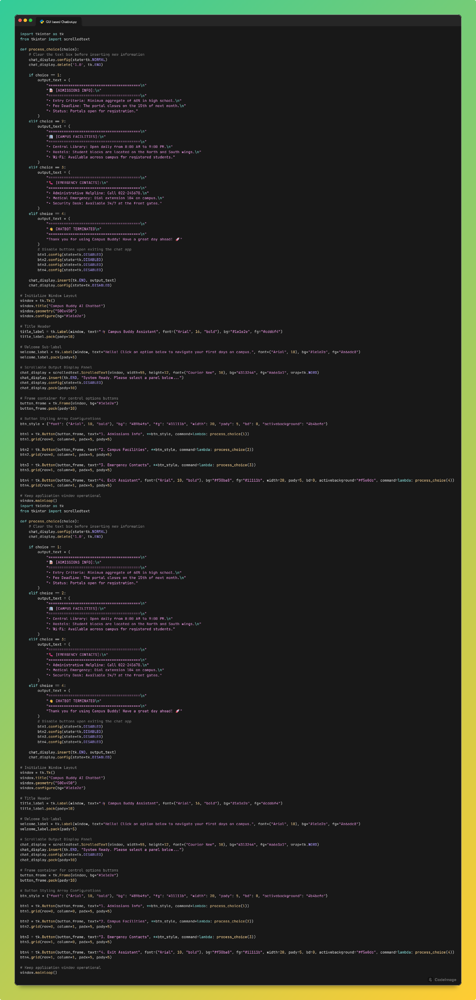 GUI based Chatbot.py
import tkinter as tk
from tkinter import scrolledtext

def process_choice(choice):
    # Clear the text box before inserting new information
    chat_display.config(state=tk.NORMAL)
    chat_display.delete('1.0', tk.END)

    if choice == 1:
        output_text = (
            "==========================================\n"
            "📄 [ADMISSIONS INFO]:\n"
            "==========================================\n"
            "• Entry Criteria: Minimum aggregate of 60% in high school.\n"
            "• Fee Deadline: The portal closes on the 15th of next month.\n"
            "• Status: Portals open for registration."
        )
    elif choice == 2:
        output_text = (
            "==========================================\n"
            "🏢 [CAMPUS FACILITIES]:\n"
            "==========================================\n"
            "• Central Library: Open daily from 8:00 AM to 9:00 PM.\n"
            "• Hostels: Student blocks are located on the North and South wings.\n"
            "• Wi-Fi: Available across campus for registered students."
        )
    elif choice == 3:
        output_text = (
            "==========================================\n"
            "📞 [EMERGENCY CONTACTS]:\n"
            "==========================================\n"
            "• Administrative Helpline: Call 022-245678.\n"
            "• Medical Emergency: Dial extension 104 on campus.\n"
            "• Security Desk: Available 24/7 at the front gates."
        )
    elif choice == 4:
        output_text = (
            "==========================================\n"
            "👋 CHATBOT TERMINATED\n"
            "==========================================\n"
            "Thank you for using Campus Buddy! Have a great day ahead! 🚀"
        )
        # Disable buttons upon exiting the chat app
        btn1.config(state=tk.DISABLED)
        btn2.config(state=tk.DISABLED)
        btn3.config(state=tk.DISABLED)
        btn4.config(state=tk.DISABLED)

    chat_display.insert(tk.END, output_text)
    chat_display.config(state=tk.DISABLED)

# Initialize Window Layout
window = tk.Tk()
window.title("Campus Buddy AI Chatbot")
window.geometry("500x450")
window.configure(bg="#1e1e2e")

# Title Header
title_label = tk.Label(window, text="🎓 Campus Buddy Assistant", font=("Arial", 16, "bold"), bg="#1e1e2e", fg="#cdd6f4")
title_label.pack(pady=10)

# Welcome Sub-label
welcome_label = tk.Label(window, text="Hello! Click an option below to navigate your first days on campus.", font=("Arial", 10), bg="#1e1e2e", fg="#a6adc8")
welcome_label.pack(pady=5)

# Scrollable Output Display Panel
chat_display = scrolledtext.ScrolledText(window, width=55, height=12, font=("Courier New", 10), bg="#313244", fg="#a6e3a1", wrap=tk.WORD)
chat_display.insert(tk.END, "System Ready. Please select a panel below...")
chat_display.config(state=tk.DISABLED)
chat_display.pack(pady=10)

# Frame container for control options buttons
button_frame = tk.Frame(window, bg="#1e1e2e")
button_frame.pack(pady=10)

# Button Styling Array Configurations
btn_style = {"font": ("Arial", 10, "bold"), "bg": "#89b4fa", "fg": "#11111b", "width": 20, "pady": 5, "bd": 0, "activebackground": "#b4befe"}

btn1 = tk.Button(button_frame, text="1. Admissions Info", **btn_style, command=lambda: process_choice(1))
btn1.grid(row=0, column=0, padx=5, pady=5)

btn2 = tk.Button(button_frame, text="2. Campus Facilities", **btn_style, command=lambda: process_choice(2))
btn2.grid(row=0, column=1, padx=5, pady=5)

btn3 = tk.Button(button_frame, text="3. Emergency Contacts", **btn_style, command=lambda: process_choice(3))
btn3.grid(row=1, column=0, padx=5, pady=5)

btn4 = tk.Button(button_frame, text="4. Exit Assistant", font=("Arial", 10, "bold"), bg="#f38ba8", fg="#11111b", width=20, pady=5, bd=0, activebackground="#f5e0dc", command=lambda: process_choice(4))
btn4.grid(row=1, column=1, padx=5, pady=5)

# Keep application window operational
window.mainloop()
import tkinter as tk
from tkinter import scrolledtext

def process_choice(choice):
    # Clear the text box before inserting new information
    chat_display.config(state=tk.NORMAL)
    chat_display.delete('1.0', tk.END)

    if choice == 1:
        output_text = (
            "==========================================\n"
            "📄 [ADMISSIONS INFO]:\n"
            "==========================================\n"
            "• Entry Criteria: Minimum aggregate of 60% in high school.\n"
            "• Fee Deadline: The portal closes on the 15th of next month.\n"
            "• Status: Portals open for registration."
        )
    elif choice == 2:
        output_text = (
            "==========================================\n"
            "🏢 [CAMPUS FACILITIES]:\n"
            "==========================================\n"
            "• Central Library: Open daily from 8:00 AM to 9:00 PM.\n"
            "• Hostels: Student blocks are located on the North and South wings.\n"
            "• Wi-Fi: Available across campus for registered students."
        )
    elif choice == 3:
        output_text = (
            "==========================================\n"
            "📞 [EMERGENCY CONTACTS]:\n"
            "==========================================\n"
            "• Administrative Helpline: Call 022-245678.\n"
            "• Medical Emergency: Dial extension 104 on campus.\n"
            "• Security Desk: Available 24/7 at the front gates."
        )
    elif choice == 4:
        output_text = (
            "==========================================\n"
            "👋 CHATBOT TERMINATED\n"
            "==========================================\n"
            "Thank you for using Campus Buddy! Have a great day ahead! 🚀"
        )
        # Disable buttons upon exiting the chat app
        btn1.config(state=tk.DISABLED)
        btn2.config(state=tk.DISABLED)
        btn3.config(state=tk.DISABLED)
        btn4.config(state=tk.DISABLED)

    chat_display.insert(tk.END, output_text)
    chat_display.config(state=tk.DISABLED)

# Initialize Window Layout
window = tk.Tk()
window.title("Campus Buddy AI Chatbot")
window.geometry("500x450")
window.configure(bg="#1e1e2e")

# Title Header
title_label = tk.Label(window, text="🎓 Campus Buddy Assistant", font=("Arial", 16, "bold"), bg="#1e1e2e", fg="#cdd6f4")
title_label.pack(pady=10)

# Welcome Sub-label
welcome_label = tk.Label(window, text="Hello! Click an option below to navigate your first days on campus.", font=("Arial", 10), bg="#1e1e2e", fg="#a6adc8")
welcome_label.pack(pady=5)

# Scrollable Output Display Panel
chat_display = scrolledtext.ScrolledText(window, width=55, height=12, font=("Courier New", 10), bg="#313244", fg="#a6e3a1", wrap=tk.WORD)
chat_display.insert(tk.END, "System Ready. Please select a panel below...")
chat_display.config(state=tk.DISABLED)
chat_display.pack(pady=10)

# Frame container for control options buttons
button_frame = tk.Frame(window, bg="#1e1e2e")
button_frame.pack(pady=10)

# Button Styling Array Configurations
btn_style = {"font": ("Arial", 10, "bold"), "bg": "#89b4fa", "fg": "#11111b", "width": 20, "pady": 5, "bd": 0, "activebackground": "#b4befe"}

btn1 = tk.Button(button_frame, text="1. Admissions Info", **btn_style, command=lambda: process_choice(1))
btn1.grid(row=0, column=0, padx=5, pady=5)

btn2 = tk.Button(button_frame, text="2. Campus Facilities", **btn_style, command=lambda: process_choice(2))
btn2.grid(row=0, column=1, padx=5, pady=5)

btn3 = tk.Button(button_frame, text="3. Emergency Contacts", **btn_style, command=lambda: process_choice(3))
btn3.grid(row=1, column=0, padx=5, pady=5)

btn4 = tk.Button(button_frame, text="4. Exit Assistant", font=("Arial", 10, "bold"), bg="#f38ba8", fg="#11111b", width=20, pady=5, bd=0, activebackground="#f5e0dc", command=lambda: process_choice(4))
btn4.grid(row=1, column=1, padx=5, pady=5)

# Keep application window operational
window.mainloop()
CodeImage